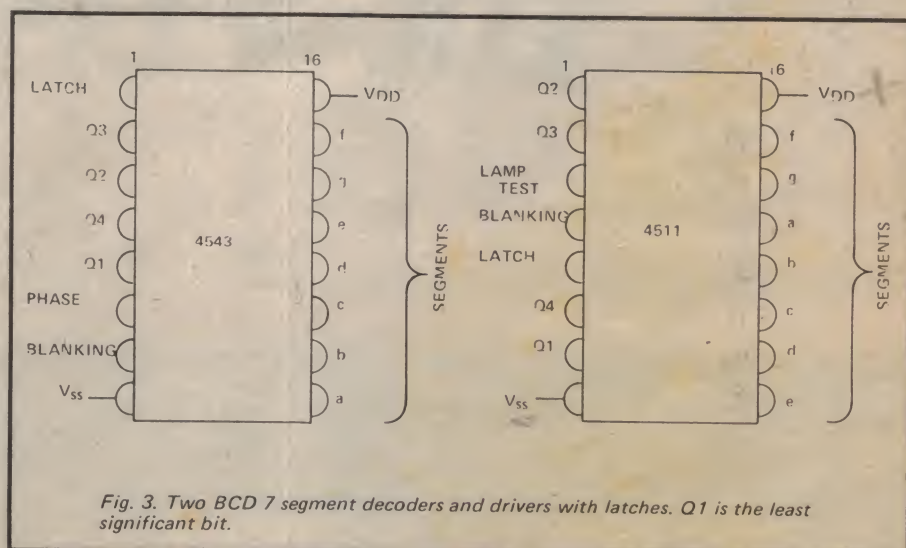 1
16
LATCH
VDD
Q3
f
Q2
g
Q4
e
4543
Q1
d
PHASE
c
BLANKING
b
Vss
a
SEGMENTS
1
16
Q2
VDD
Q3
f
LAMP
TEST
g
BLANKING
a
4511
LATCH
b
Q4
c
Q1
d
Vss
e
SEGMENTS
Fig. 3. Two BCD 7 segment decoders and drivers with latches. Q1 is the least
significant bit.